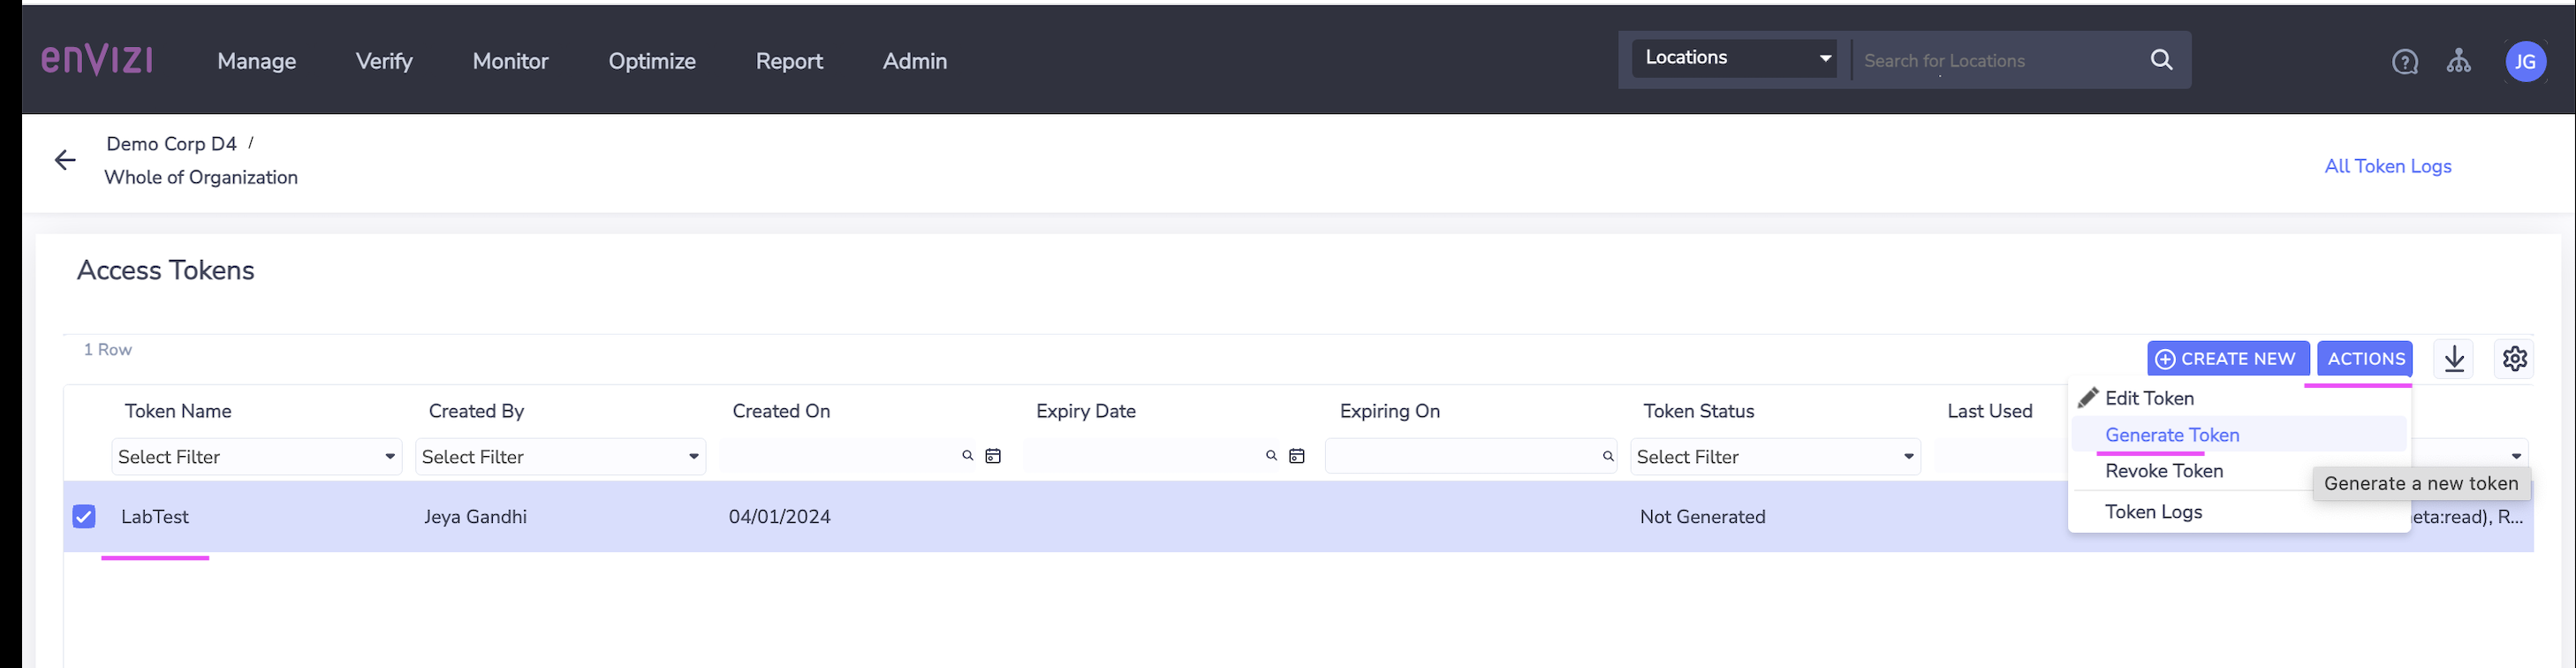 enVIZI Manage Verify Monitor Optimize Report Admin Locations Search for Locations JG
Demo Corp D4 /
Whole of Organization
All Token Logs
Access Tokens
1 Row
CREATE NEW ACTIONS
Edit Token
Generate Token
Revoke Token
Token Logs
Generate a new token
Token Name Created By Created On Expiry Date Expiring On Token Status Last Used
Select Filter Select Filter Select Filter
LabTest Jeya Gandhi 04/01/2024 Not Generated eta:read), R...